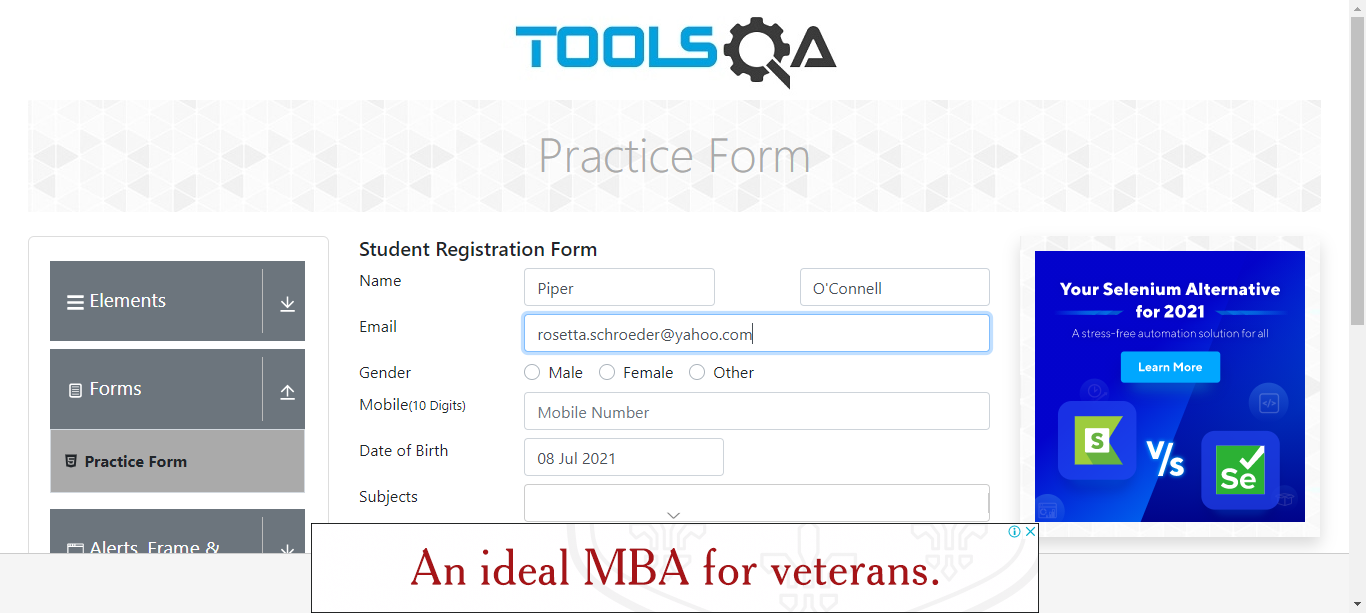 TOOLSQA
Practice Form
Elements
Forms
Practice Form
Alerts, Frame &
Student Registration Form
Name
Piper
O'Connell
Email
rosetta.schroeder@yahoo.com
Gender
Male
Female
Other
Mobile(10 Digits)
Mobile Number
Date of Birth
08 Jul 2021
Subjects
Your Selenium Alternative
for 2021
A stress-free automation solution for all
Learn More
S
V/s
Se
An ideal MBA for veterans.